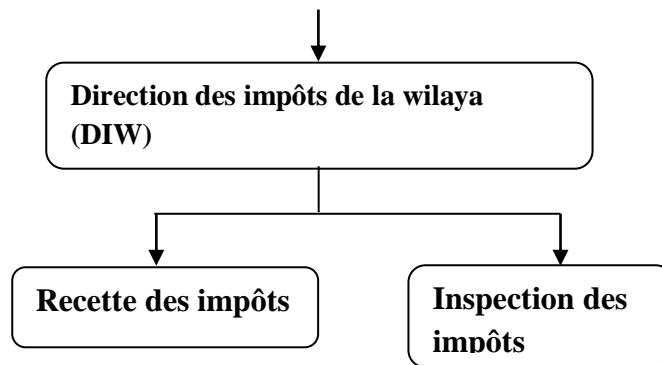 Direction des impôts de la wilaya
(DIW)
Recette des impôts
Inspection des
impôts